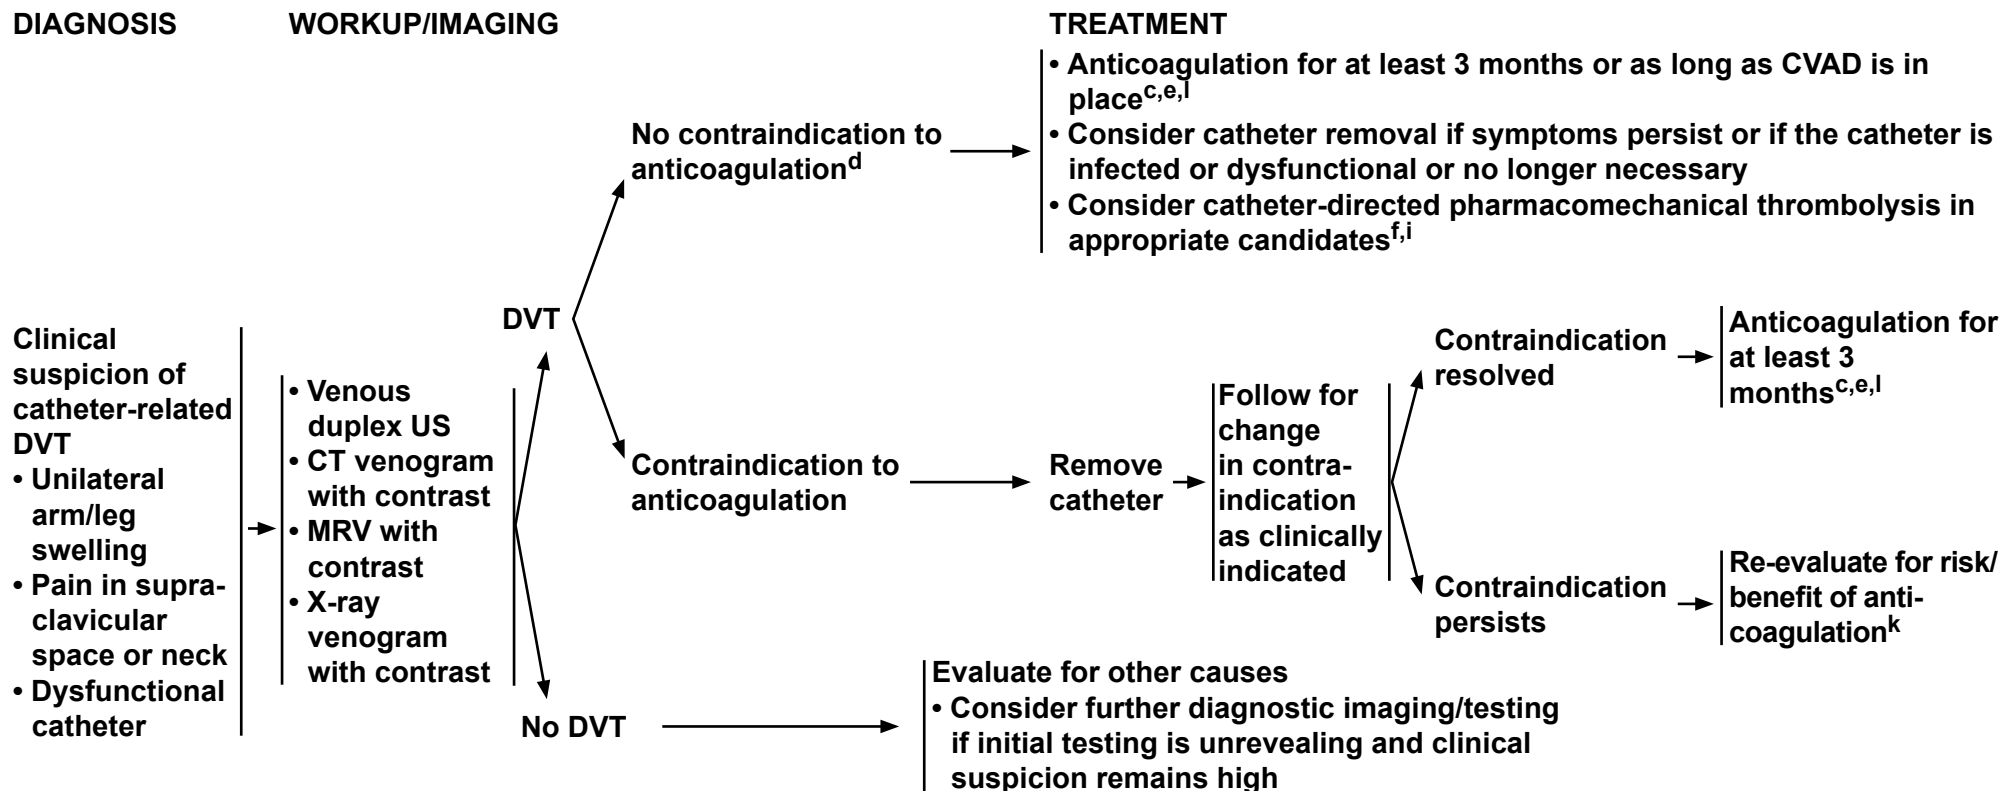 DIAGNOSIS
WORKUP/IMAGING
TREATMENT
Clinical
suspicion of
catheter-related
DVT
• Unilateral
arm/leg
swelling
• Pain in supra-
clavicular
space or neck
• Dysfunctional
catheter
• Venous
duplex US
• CT venogram
with contrast
• MRV with
contrast
• X-ray
venogram
with contrast
DVT
No contraindication to
anticoagulationd
• Anticoagulation for at least 3 months or as long as CVAD is in
placec,e,l
• Consider catheter removal if symptoms persist or if the catheter is
infected or dysfunctional or no longer necessary
• Consider catheter-directed pharmacomechanical thrombolysis in
appropriate candidatesf,i
Contraindication to
anticoagulation
Remove
catheter
Follow for
change
in contra-
indication
as clinically
indicated
Contraindication
resolved
Anticoagulation for
at least 3
monthsc,e,l
Contraindication
persists
Re-evaluate for risk/
benefit of anti-
coagulationk
No DVT
Evaluate for other causes
• Consider further diagnostic imaging/testing
if initial testing is unrevealing and clinical
suspicion remains high